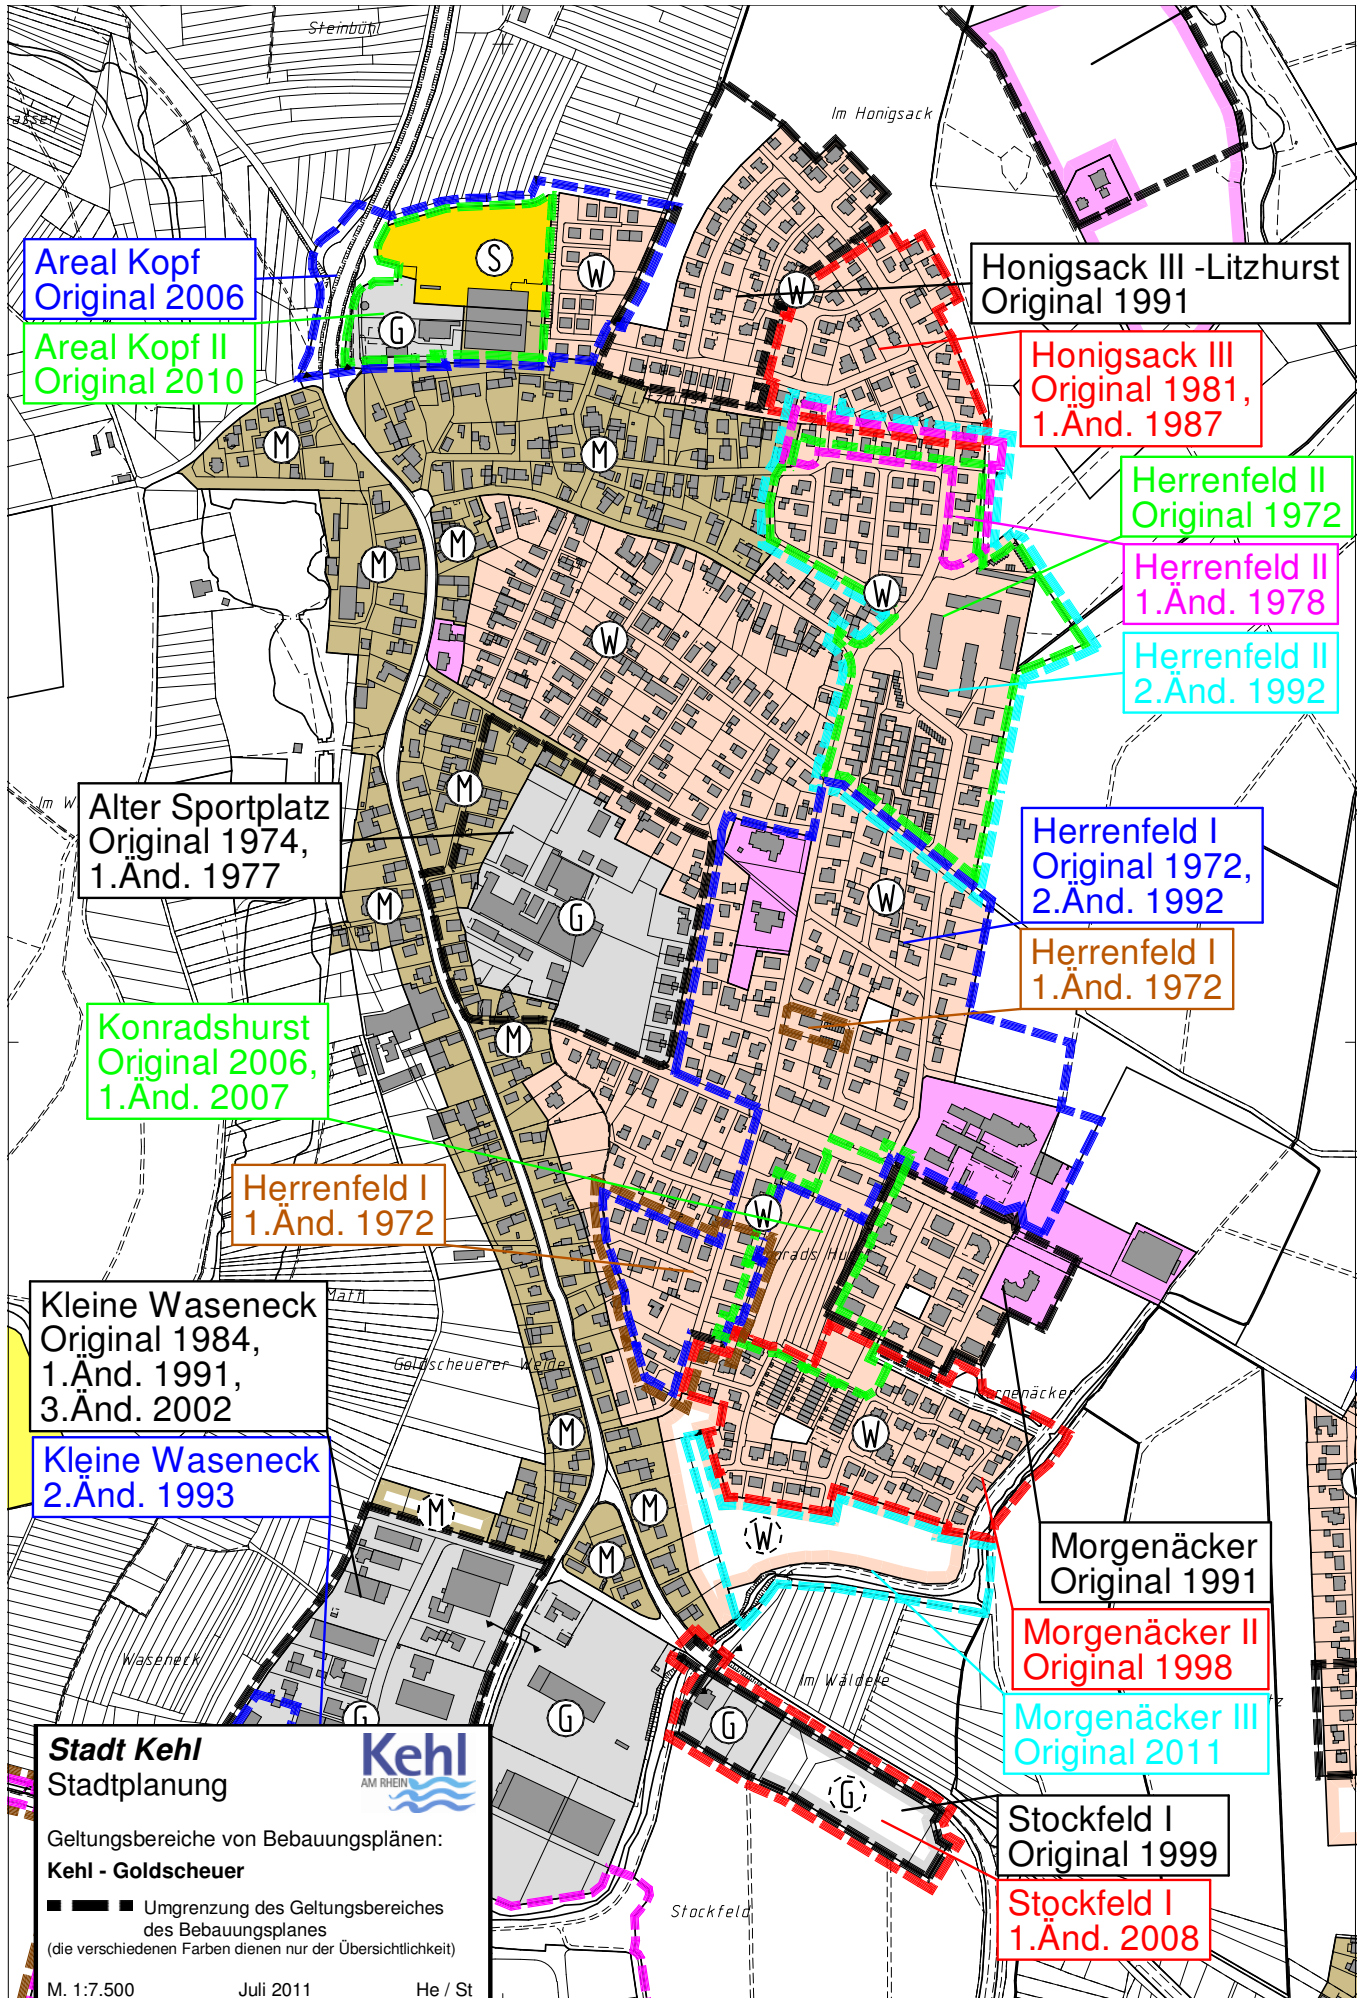 Steinbühl
Im Honigsack
S
W
W
G
Areal Kopf
Original 2006
Areal Kopf II
Original 2010
Honigsack III -Litzhurst
Original 1991
Honigsack III
Original 1981,
1.Änd. 1987
M
M
M
M
Herrenfeld II
Original 1972
Herrenfeld II
1.Änd. 1978
W
W
Herrenfeld II
2.Änd. 1992
Alter Sportplatz
Original 1974,
1.Änd. 1977
M
M
G
W
M
Herrenfeld I
Original 1972,
2.Änd. 1992
Herrenfeld I
1.Änd. 1972
Konradshurst
Original 2006,
1.Änd. 2007
Herrenfeld I
1.Änd. 1972
W
Kleine Waseneck
Original 1984,
1.Änd. 1991,
3.Änd. 2002
Matt
Goldscheuerer Weide
Morgenäcker
Kleine Waseneck
2.Änd. 1993
M
W
M
M
W
M
Morgenäcker
Original 1991
Morgenäcker II
Original 1998
Morgenäcker III
Original 2011
Waseneck
Im Wäldele
G
G
G
G
Stockfeld I
Original 1999
Stockfeld I
1.Änd. 2008
Stockfeld
Stadt Kehl
Stadtplanung
Kehl
AM RHEIN
Geltungsbereiche von Bebauungsplänen:
Kehl - Goldscheuer
Umgrenzung des Geltungsbereiches
des Bebauungsplanes
(die verschiedenen Farben dienen nur der Übersichtlichkeit)
M. 1:7.500 Juli 2011 He / St